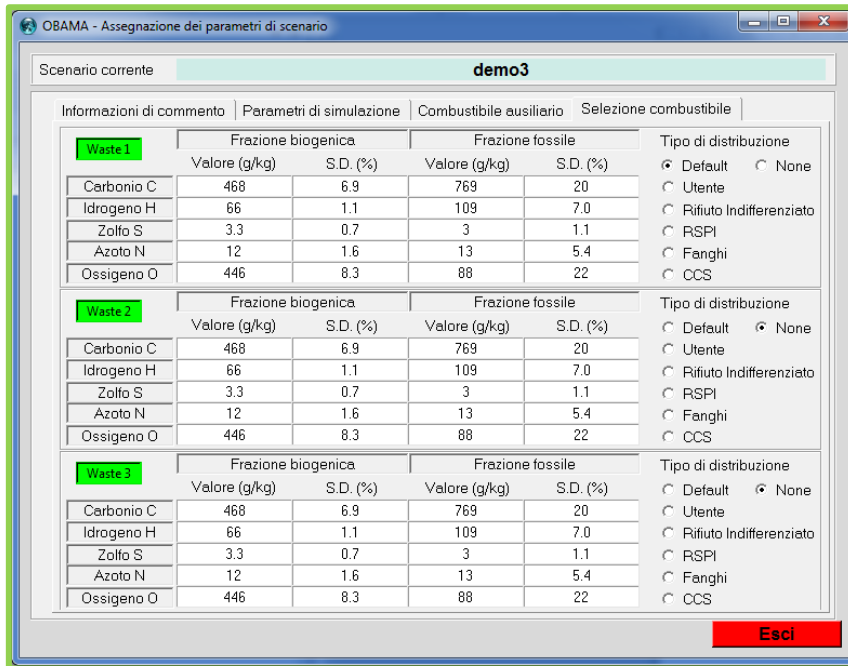 OBAMA - Assegnazione dei parametri di scenario
Scenario corrente demo3
Informazioni di commento Parametri di simulazione Combustibile ausiliario Selezione combustibile
Waste 1 Frazione biogenica Frazione fossile Tipo di distribuzione
Valore (g/kg) S.D. (%) Valore (g/kg) S.D. (%) Default None
Carbonio C 468 6.9 769 20 Utente
Idrogeno H 66 1.1 109 7.0 Rifiuto Indifferenziato
Zolfo S 3.3 0.7 3 1.1 RSPI
Azoto N 12 1.6 13 5.4 Fanghi
Ossigeno O 446 8.3 88 22 CCS
Waste 2 Frazione biogenica Frazione fossile Tipo di distribuzione
Valore (g/kg) S.D. (%) Valore (g/kg) S.D. (%) Default None
Carbonio C 468 6.9 769 20 Utente
Idrogeno H 66 1.1 109 7.0 Rifiuto Indifferenziato
Zolfo S 3.3 0.7 3 1.1 RSPI
Azoto N 12 1.6 13 5.4 Fanghi
Ossigeno O 446 8.3 88 22 CCS
Waste 3 Frazione biogenica Frazione fossile Tipo di distribuzione
Valore (g/kg) S.D. (%) Valore (g/kg) S.D. (%) Default None
Carbonio C 468 6.9 769 20 Utente
Idrogeno H 66 1.1 109 7.0 Rifiuto Indifferenziato
Zolfo S 3.3 0.7 3 1.1 RSPI
Azoto N 12 1.6 13 5.4 Fanghi
Ossigeno O 446 8.3 88 22 CCS
Esci